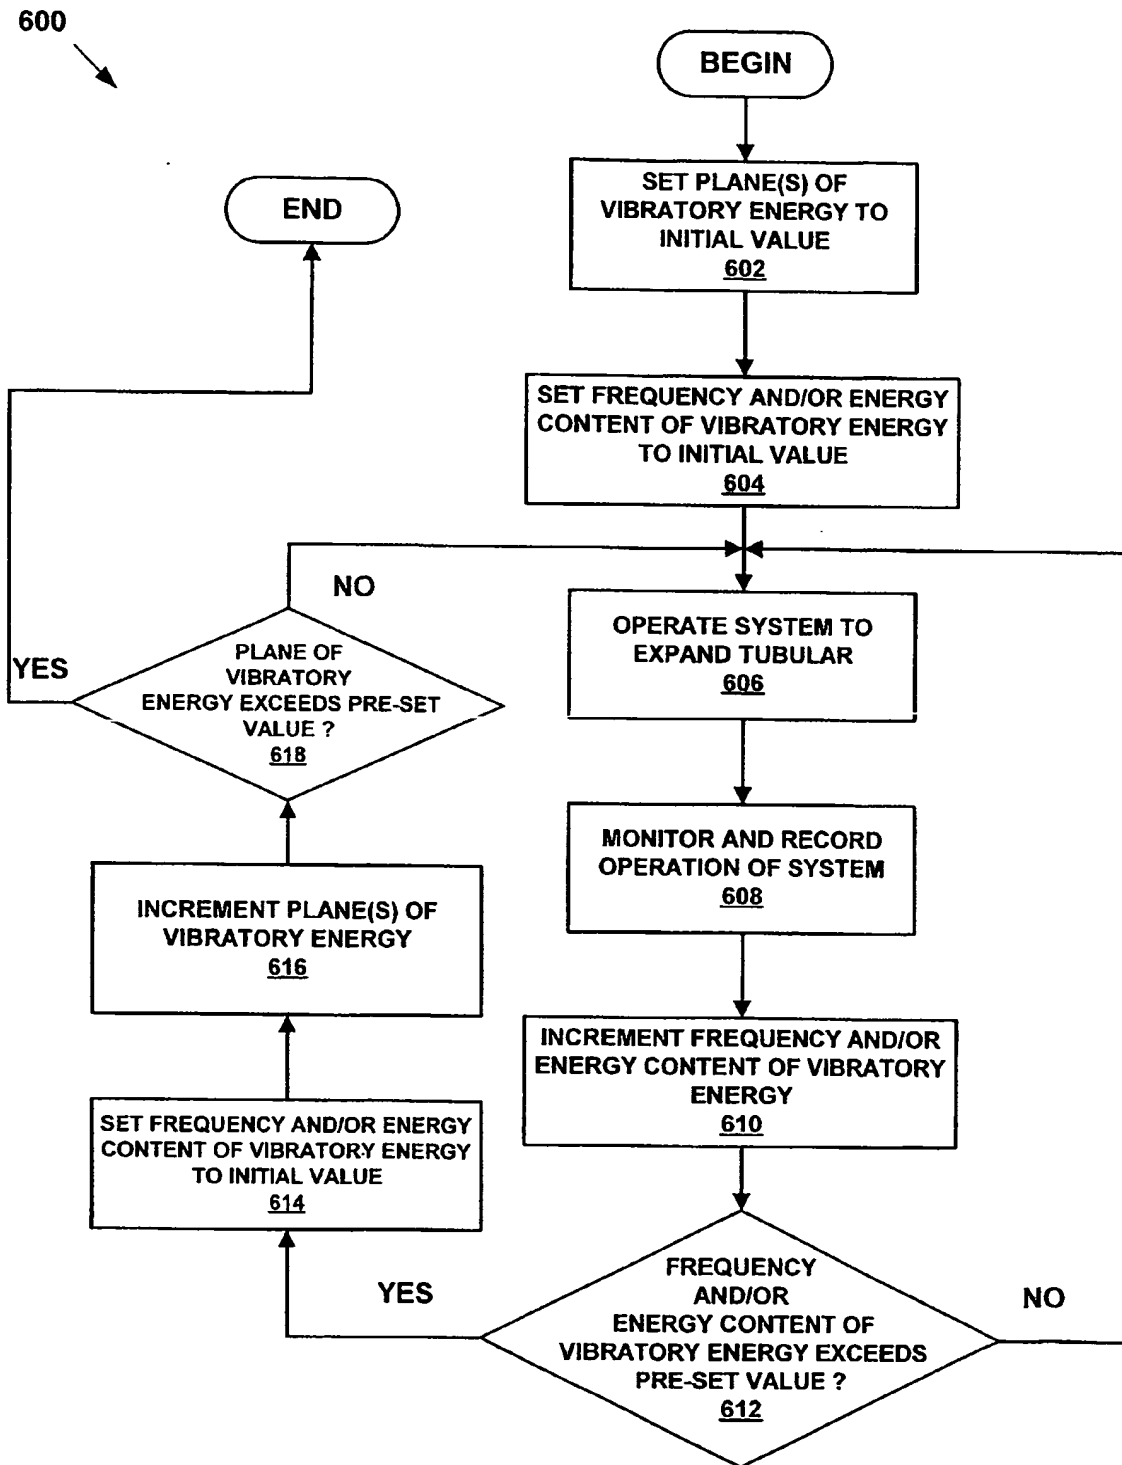 600
BEGIN
SET PLANE(S) OF
VIBRATORY ENERGY TO
INITIAL VALUE
602
END
SET FREQUENCY AND/OR ENERGY
CONTENT OF VIBRATORY ENERGY
TO INITIAL VALUE
604
NO
OPERATE SYSTEM TO
EXPAND TUBULAR
606
YES
PLANE OF
VIBRATORY
ENERGY EXCEEDS PRE-SET
VALUE ?
618
MONITOR AND RECORD
OPERATION OF SYSTEM
608
INCREMENT PLANE(S) OF
VIBRATORY ENERGY
616
INCREMENT FREQUENCY AND/OR
ENERGY CONTENT OF VIBRATORY
ENERGY
610
SET FREQUENCY AND/OR ENERGY
CONTENT OF VIBRATORY ENERGY
TO INITIAL VALUE
614
YES
FREQUENCY
AND/OR
ENERGY CONTENT OF
VIBRATORY ENERGY EXCEEDS
PRE-SET VALUE ?
612
NO